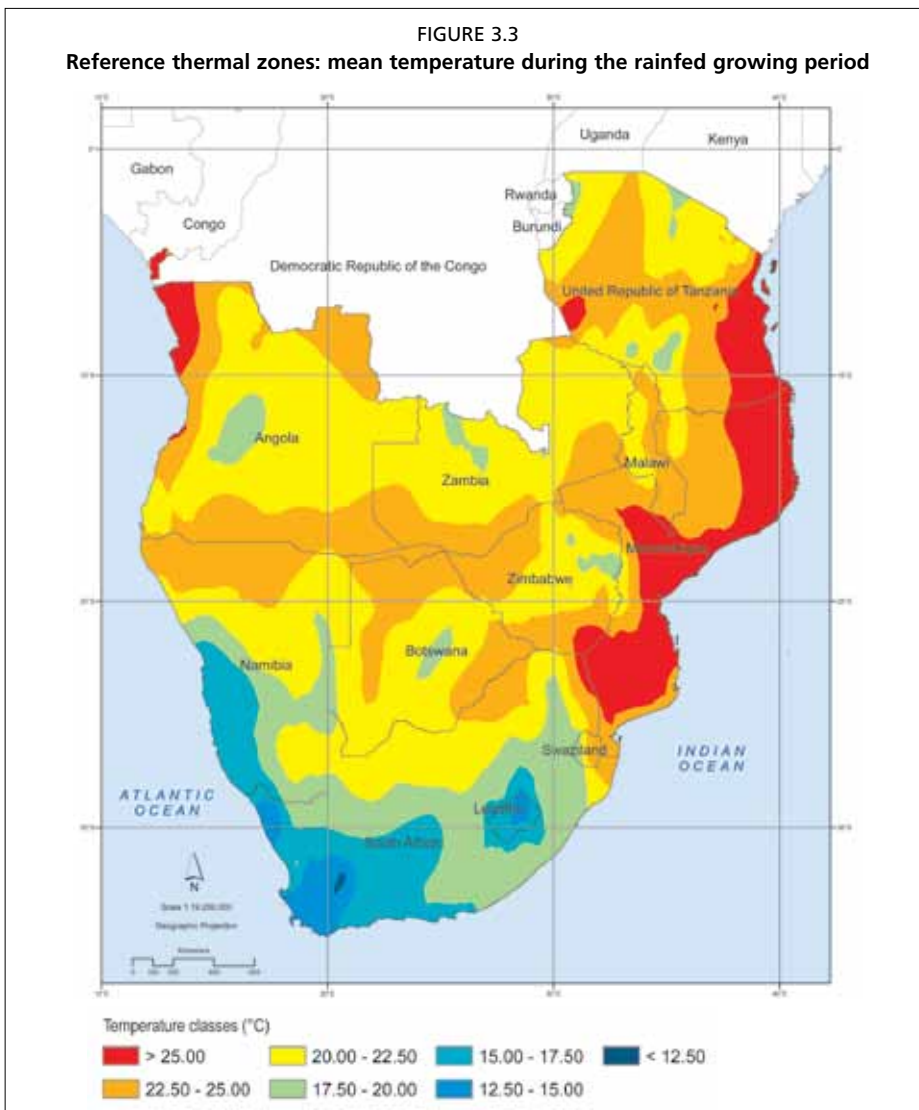 FIGURE 3.3
Reference thermal zones: mean temperature during the rainfed growing period
Uganda
Kenya
Gabon
Rwanda
Congo
Burundi
Democratic Republic of the Congo
United Republic of Tanzania
Angola
Malawi
Zambia
Zimbabwe
Botswana
Namibia
Swaziland
INDIAN
OCEAN
ATLANTIC
OCEAN
Lesotho
South Africa
N
Geographic Projection
Kilometers
Temperature classes (°C)
> 25.00
20.00 - 22.50
15.00 - 17.50
< 12.50
22.50 - 25.00
17.50 - 20.00
12.50 - 15.00